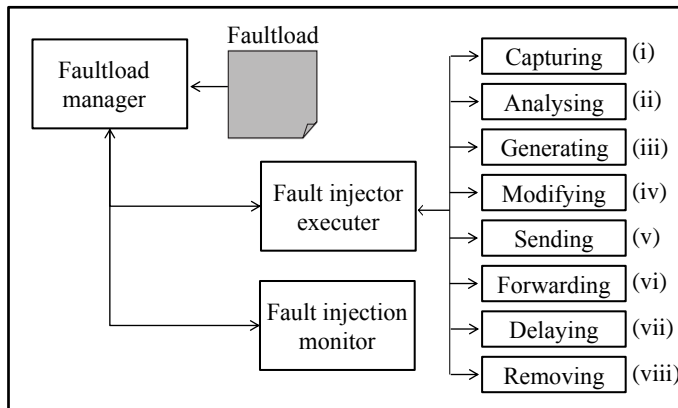 Faultload
Faultload
manager
Fault injector
executer
Fault injection
monitor
Capturing (i)
Analysing (ii)
Generating (iii)
Modifying (iv)
Sending (v)
Forwarding (vi)
Delaying (vii)
Removing (viii)